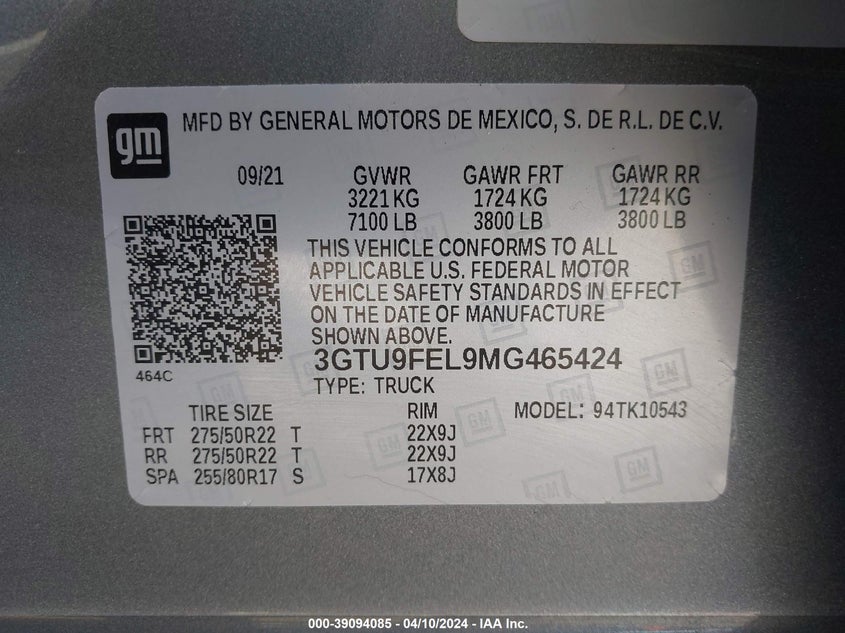 gm
MFD BY GENERAL MOTORS DE MEXICO, S. DE R.L. DE C.V.
09/21 GVWR GAWR FRT GAWR RR
3221 KG 1724 KG 1724 KG
7100 LB 3800 LB 3800 LB
THIS VEHICLE CONFORMS TO ALL
APPLICABLE U.S. FEDERAL MOTOR
VEHICLE SAFETY STANDARDS IN EFFECT
ON THE DATE OF MANUFACTURE
SHOWN ABOVE.
3GTU9FEL9MG465424
464C
TYPE: TRUCK
TIRE SIZE RIM MODEL: 94TK10543
FRT 275/50R22 T 22X9J
RR 275/50R22 T 22X9J
SPA 255/80R17 S 17X8J
000-39094085 - 04/10/2024 - IAA Inc.